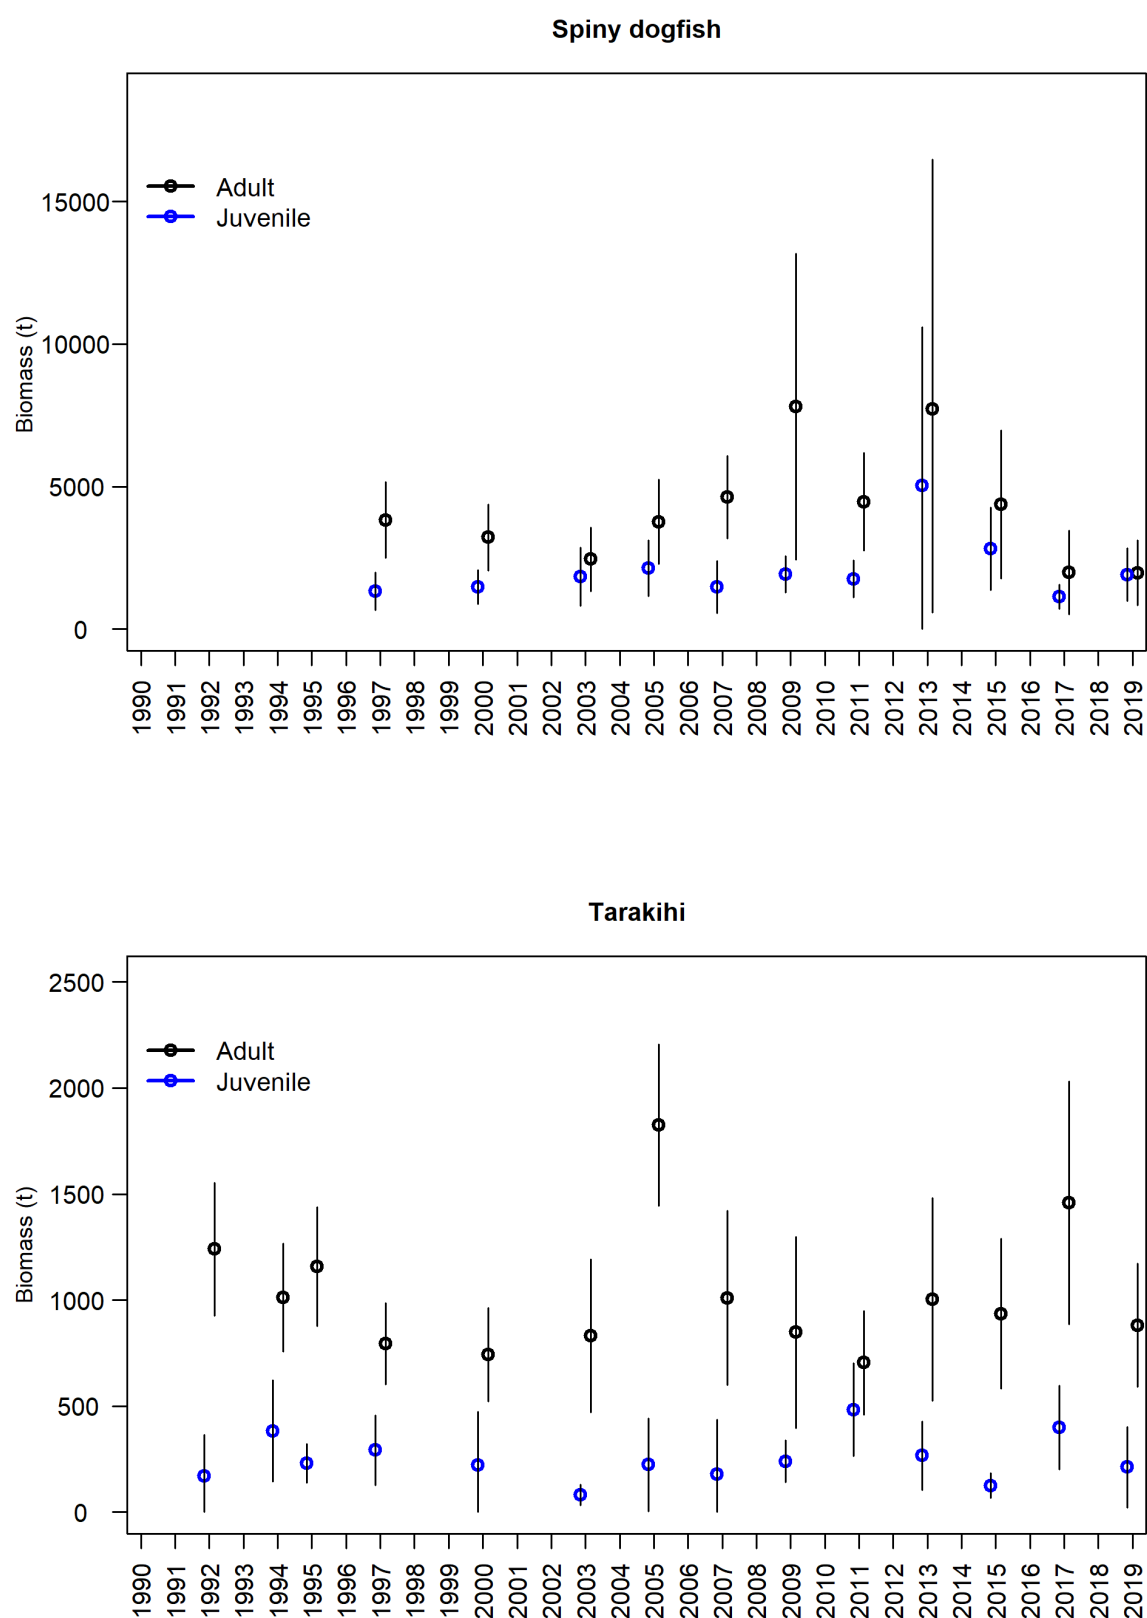 Spiny dogfish
Adult
Juvenile
Biomass (t)
15000
10000
5000
0
1990 1991 1992 1993 1994 1995 1996 1997 1998 1999 2000 2001 2002 2003 2004 2005 2006 2007 2008 2009 2010 2011 2012 2013 2014 2015 2016 2017 2018 2019
Tarakihi
Adult
Juvenile
Biomass (t)
2500
2000
1500
1000
500
0
1990 1991 1992 1993 1994 1995 1996 1997 1998 1999 2000 2001 2002 2003 2004 2005 2006 2007 2008 2009 2010 2011 2012 2013 2014 2015 2016 2017 2018 2019